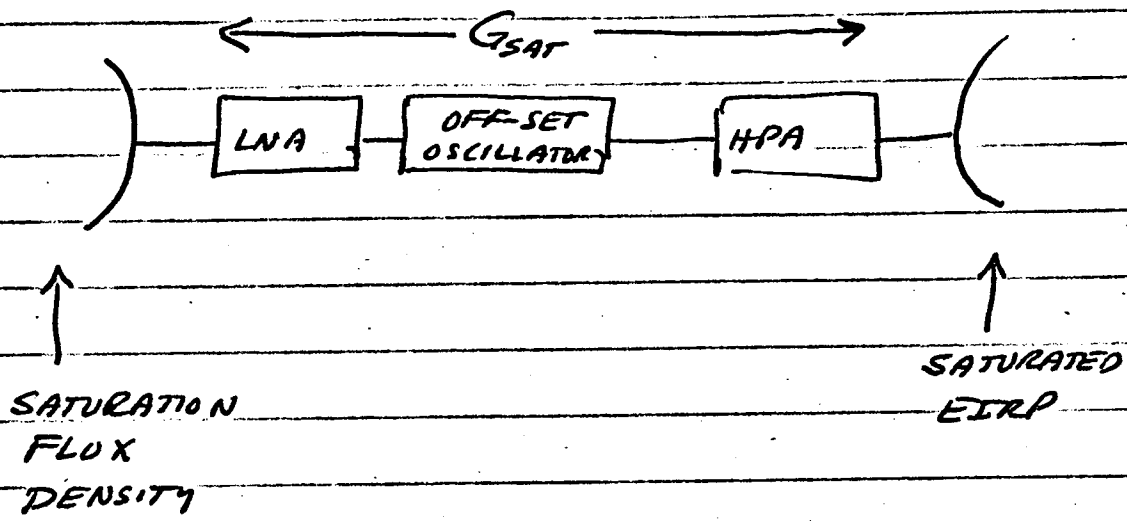 GSAT
LNA
OFF-SET
OSCILLATOR
HPA
SATURATION
FLUX
DENSITY
SATURATED
EIRP